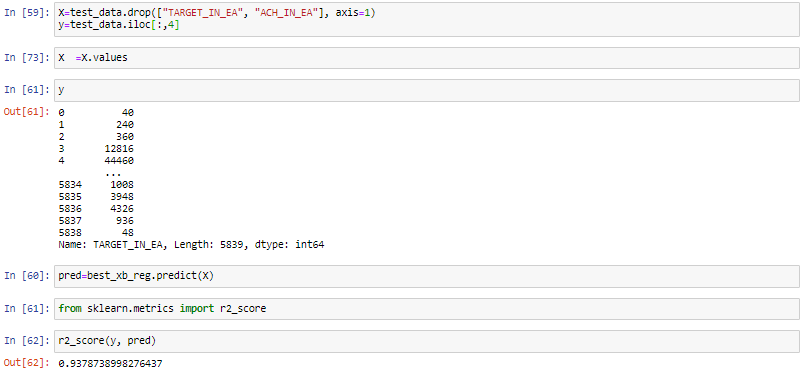 In [59]: X=test_data.drop(["TARGET_IN_EA", "ACH_IN_EA"], axis=1)
y=test_data.iloc[:,4]
In [73]: X  =X.values
In [61]: y
Out[61]: 0         40
1        240
2        360
3      12816
4      44460
...
5834    1008
5835    3948
5836    4326
5837     936
5838      48
Name: TARGET_IN_EA, Length: 5839, dtype: int64
In [60]: pred=best_xb_reg.predict(X)
In [61]: from sklearn.metrics import r2_score
In [62]: r2_score(y, pred)
Out[62]: 0.9378738998276437